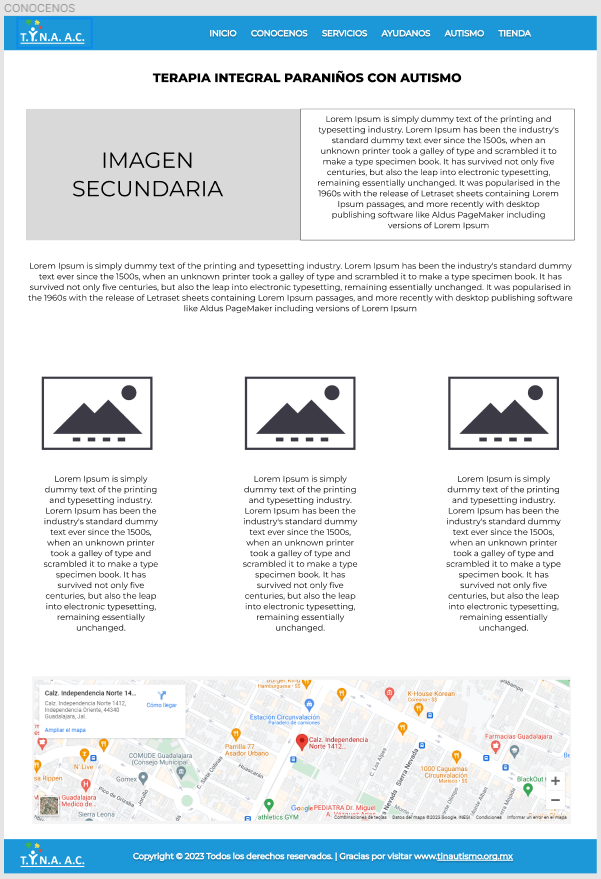 CONOCENOS
T.Y.N.A. A.C.
INICIO CONOCENOS SERVICIOS AYUDANOS AUTISMO TIENDA
TERAPIA INTEGRAL PARANIÑOS CON AUTISMO
IMAGEN
SECUNDARIA
Lorem Ipsum is simply dummy text of the printing and
typesetting industry. Lorem Ipsum has been the industry's
standard dummy text ever since the 1500s, when an
unknown printer took a galley of type and scrambled it to
make a type specimen book. It has survived not only five
centuries, but also the leap into electronic typesetting,
remaining essentially unchanged. It was popularised in the
1960s with the release of Letraset sheets containing Lorem
Ipsum passages, and more recently with desktop
publishing software like Aldus PageMaker including
versions of Lorem Ipsum
Lorem Ipsum is simply dummy text of the printing and typesetting industry. Lorem Ipsum has been the industry's standard dummy
text ever since the 1500s, when an unknown printer took a galley of type and scrambled it to make a type specimen book. It has
survived not only five centuries, but also the leap into electronic typesetting, remaining essentially unchanged. It was popularised in
the 1960s with the release of Letraset sheets containing Lorem Ipsum passages, and more recently with desktop publishing software
like Aldus PageMaker including versions of Lorem Ipsum
Lorem Ipsum is simply
dummy text of the printing
and typesetting industry.
Lorem Ipsum has been the
industry's standard dummy
text ever since the 1500s,
when an unknown printer
took a galley of type and
scrambled it to make a type
specimen book. It has
survived not only five
centuries, but also the leap
into electronic typesetting,
remaining essentially
unchanged.
Lorem Ipsum is simply
dummy text of the printing
and typesetting industry.
Lorem Ipsum has been the
industry's standard dummy
text ever since the 1500s,
when an unknown printer
took a galley of type and
scrambled it to make a type
specimen book. It has
survived not only five
centuries, but also the leap
into electronic typesetting,
remaining essentially
unchanged.
Lorem Ipsum is simply
dummy text of the printing
and typesetting industry.
Lorem Ipsum has been the
industry's standard dummy
text ever since the 1500s,
when an unknown printer
took a galley of type and
scrambled it to make a type
specimen book. It has
survived not only five
centuries, but also the leap
into electronic typesetting,
remaining essentially
unchanged.
Calz. Independencia Norte 14...
Calz. Independencia Norte 1412,
Independencia Oriente, 44340
Guadalajara, Jal.
Cómo llegar
Ampliar el mapa
Burger King
Hamburguesa • $$
K-House Korean
Coreana • $$
Estación Circunvalación
Paradero de camiones
Calz. Independencia
Norte 1412...
Parrilla 77
Asador Urbano
COMUDE Guadalajara
(Consejo Municipal
Farmacias Guadalajara
N' Live
Rippen
Gomex
1000 Caguamas
Circunvalación
Marisco • $$
BlackOut
Sierra Nevada
Sierra Nevada
C. Los Alpes
Huascarán
Pico de Orizaba
Sierra Leona
Medico de...
Google
PEDIATRA Dr. Miguel
athletics GYM
Combinaciones de teclas Datos del mapa ©2023 Google, INEGI Condiciones Informar un error en el mapa
T.Y.N.A. A.C.
Copyright © 2023 Todos los derechos reservados. | Gracias por visitar www.tinautismo.org.mx